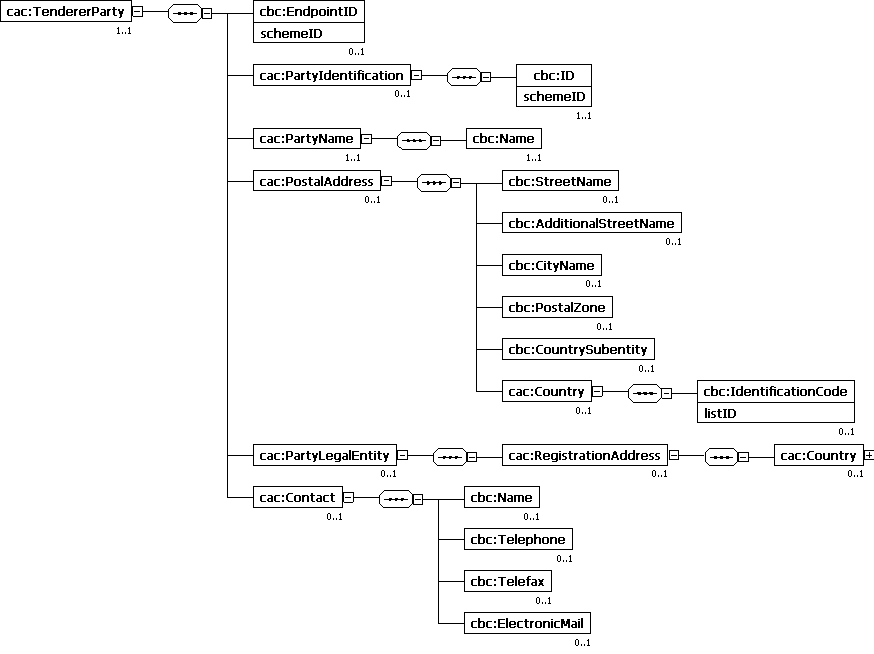 cac:TendererParty
1..1
cbc:EndpointID
schemeID
0..1
cac:PartyIdentification
0..1
cbc:ID
schemeID
1..1
cac:PartyName
1..1
cbc:Name
1..1
cac:PostalAddress
0..1
cbc:StreetName
0..1
cbc:AdditionalStreetName
0..1
cbc:CityName
0..1
cbc:PostalZone
0..1
cbc:CountrySubentity
0..1
cac:Country
0..1
cbc:IdentificationCode
listID
0..1
cac:PartyLegalEntity
0..1
cac:RegistrationAddress
0..1
cac:Country
0..1
cac:Contact
0..1
cbc:Name
0..1
cbc:Telephone
0..1
cbc:Telefax
0..1
cbc:ElectronicMail
0..1